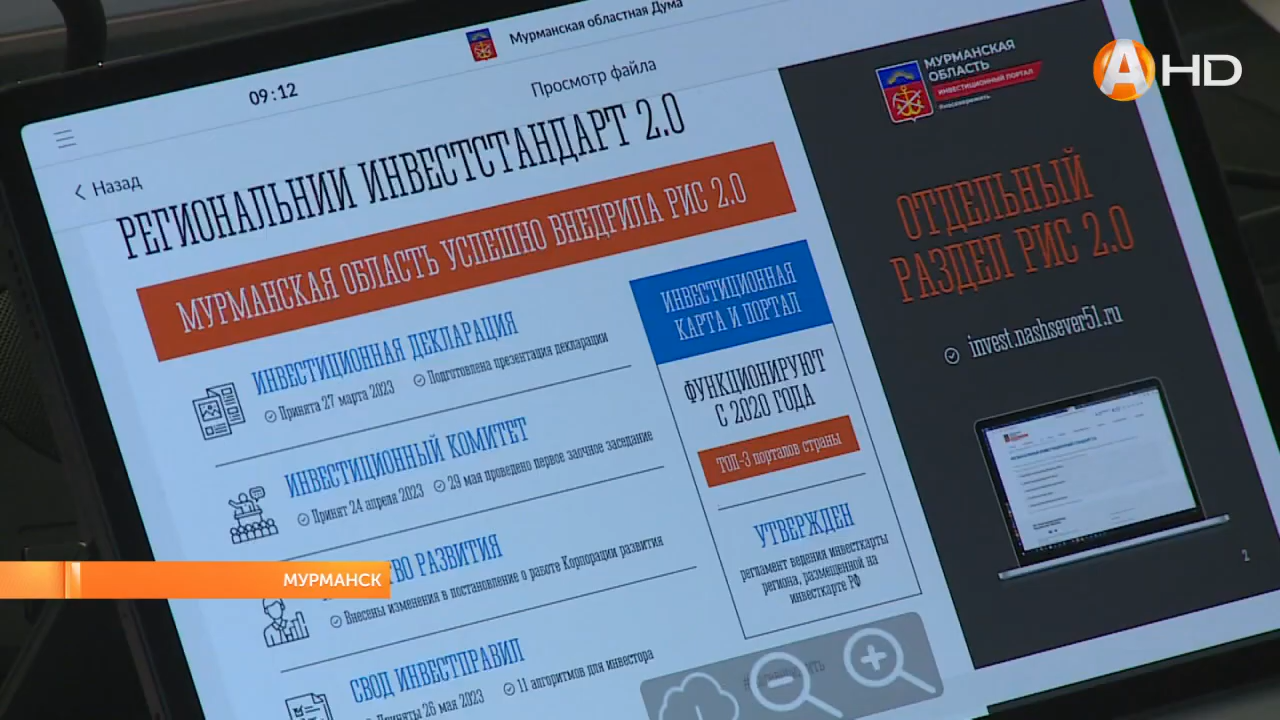 Мурманская областная Дума
09:12
Просмотр файла
Назад
РЕГИОНАЛЬНИИ ИНВЕСТСТАНДАРТ 2.0
МУРМАНСКАЯ ОБЛАСТЬ УСПЕШНО ВНЕДРИЛА РИС 2.0
ИНВЕСТИЦИОННАЯ ДЕКЛАРАЦИЯ
Принята 27 марта 2023
Подготовлена презентация декларации
ИНВЕСТИЦИОННЫЙ КОМИТЕТ
Принят 24 апреля 2023
29 мая проведено первое заочное заседание
ВО РАЗВИТИЯ
Внесены изменения в постановление о работе Корпорации развития
СВОД ИНВЕСТПРАВИЛ
Приняты 26 мая 2023
11 алгоритмов для инвестора
ИНВЕСТИЦИОННАЯ
КАРТА И ПОРТАЛ
ФУНКЦИОНИРУЮТ
С 2020 ГОДА
ТОП-3 порталов страны
УТВЕРЖДЕН
регламент ведения инвесткарты
региона, размещенной на
инвесткарте РФ
МУРМАНСКАЯ
ОБЛАСТЬ
ИНВЕСТИЦИОННЫЙ ПОРТАЛ
ОТДЕЛЬНЫЙ
РАЗДЕЛ РИС 2.0
invest.nashsever51.ru
2
А HD
МУРМАНСК